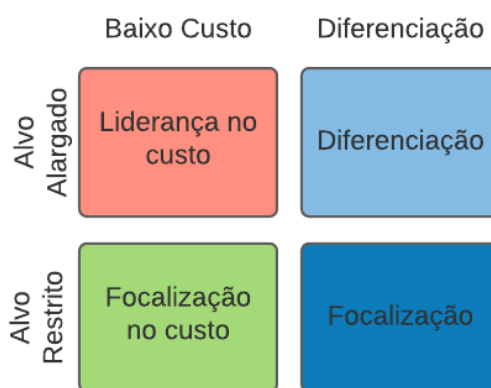 Baixo Custo
Diferenciação
Alvo
Alargado
Liderança no
custo
Diferenciação
Alvo
Restrito
Focalização
no custo
Focalização